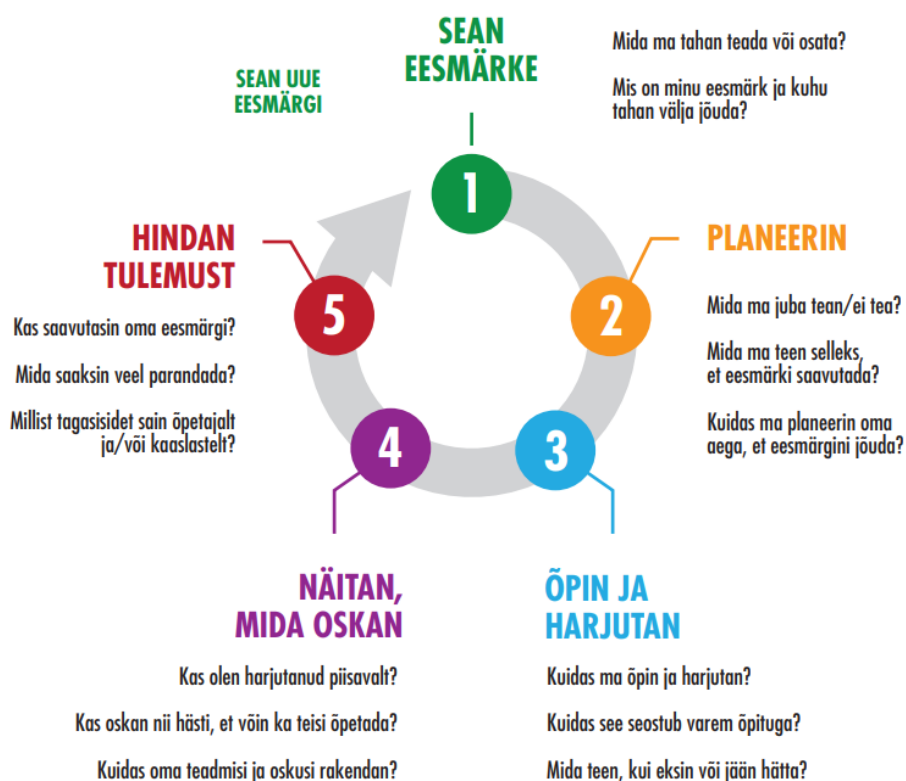 SEAN
EESMÄRKE
1
Mida ma tahan teada või osata?
Mis on minu eesmärk ja kuhu
tahan välja jõuda?
PLANEERIN
2
Mida ma juba tean/ei tea?
Mida ma teen selleks,
et eesmärki saavutada?
Kuidas ma planeerin oma
aega, et eesmärgini jõuda?
3
ÕPIN JA
HARJUTAN
Kuidas ma õpin ja harjutan?
Kuidas see seostub varem õpituga?
Mida teen, kui eksin või jään hätta?
4
NÄITAN,
MIDA OSKAN
Kas olen harjutanud piisavalt?
Kas oskan nii hästi, et võin ka teisi õpetada?
Kuidas oma teadmisi ja oskusi rakendan?
5
HINDAN
TULEMUST
Kas saavutasin oma eesmärgi?
Mida saaksin veel parandada?
Millist tagasisidet sain õpetajalt
ja/või kaaslastelt?
SEAN UUE
EESMÄRGI